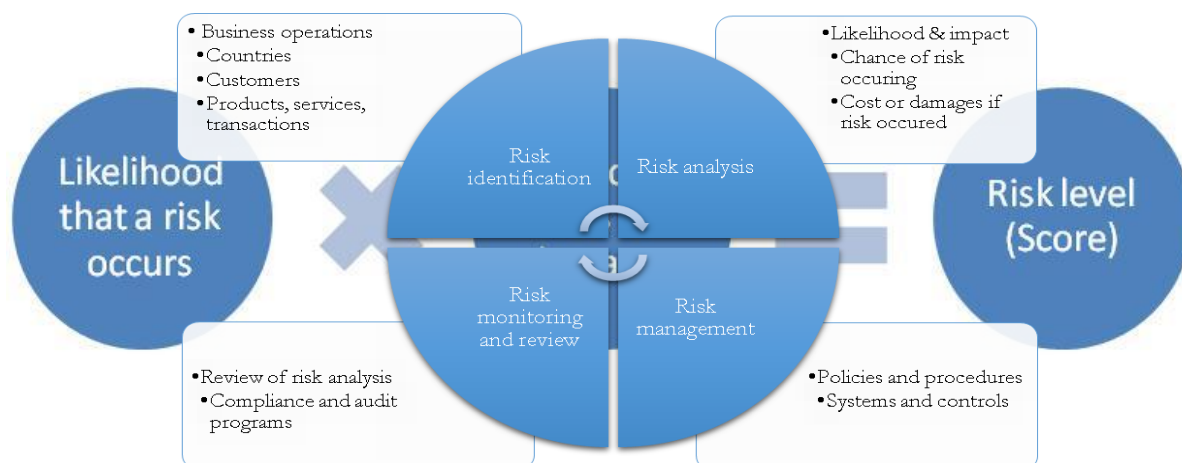 • Business operations
•Countries
•Customers
•Products, services,
transactions
•Likelihood & impact
•Chance of risk
occuring
•Cost or damages if
risk occured
Likelihood
that a risk
occurs
Risk
identification
Risk analysis
Risk level
(Score)
Risk
monitoring
and review
Risk
management
•Review of risk analysis
•Compliance and audit
programs
•Policies and procedures
•Systems and controls